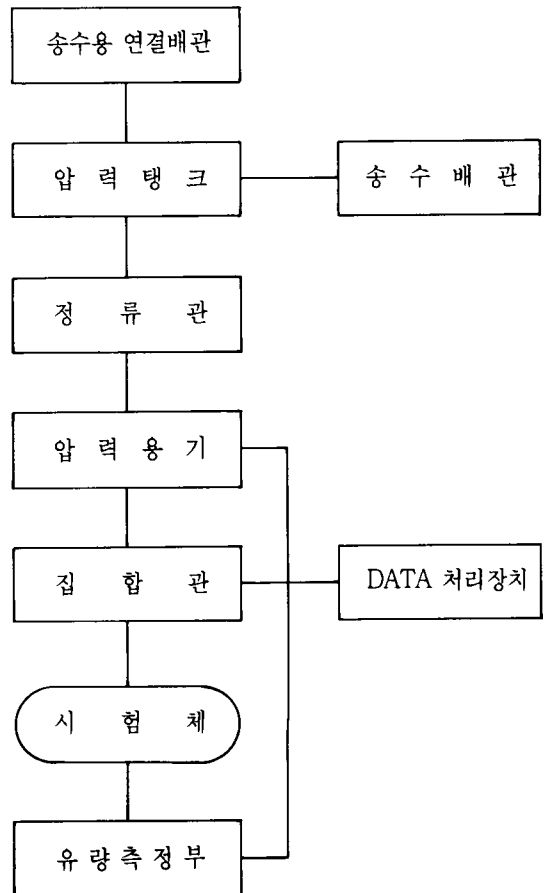 송수용 연결배관
압 력 탱 크
송 수 배 관
정 류 관
압 력 용 기
집 합 관
DATA 처리장치
시 험 체
유 량 측 정 부